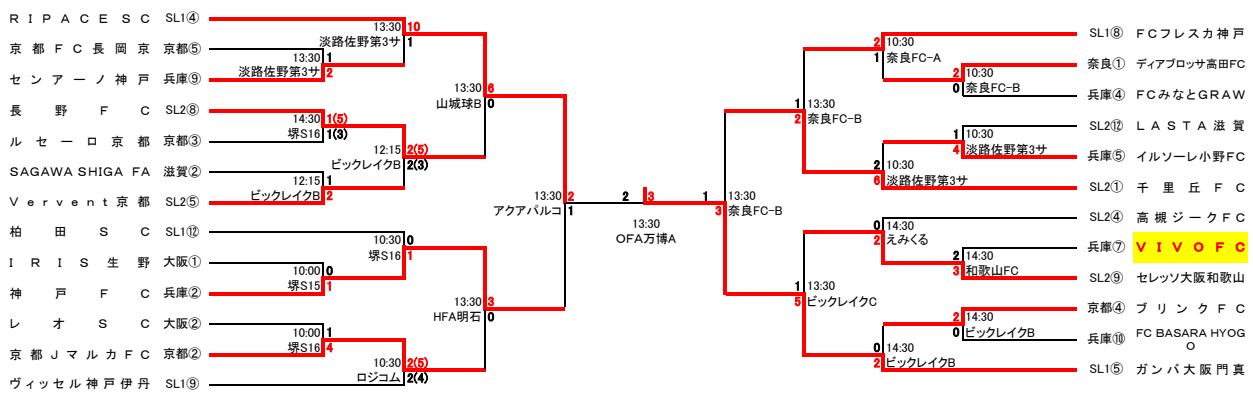 RIPACES SC SL1④
京都FC長岡京 京都⑤
センアーノ神戸 兵庫⑨
長野FC SL2⑧
ルセーロ京都 京都③
SAGAWA SHIGA FA 滋賀②
Vervent京都 SL2⑤
柏田SC SL1⑫
IRIS生野 大阪①
神戸FC 兵庫②
レオSC 大阪②
京都JマルカFC 京都②
ヴィッセル神戸伊丹 SL1⑨
13:30 10
淡路佐野第3サ 1
13:30 1
淡路佐野第3サ 2
14:30 1(5)
堺S16 1(3)
12:15 2(5)
ビックレイクB 2(3)
12:15 1
ビックレイクB 2
13:30 6
山城球B 0
10:30 0
堺S16 1
10:00 0
堺S15 1
10:00 1
堺S16 4
10:30 2(5)
ロジコム 2(4)
13:30 3
HFA明石 0
13:30 2
アクアパルコ 1
2 3
13:30
OFA万博A
1 13:30
3 奈良FC-B
1 13:30
2 奈良FC-B
2 10:30
1 奈良FC-A
2 10:30
0 奈良FC-B
1 10:30
4 淡路佐野第3サ
2 10:30
6 淡路佐野第3サ
1 13:30
5 ビックレイクC
0 14:30
2 えみくる
2 14:30
3 和歌山FC
2 14:30
0 ビックレイクB
0 14:30
2 ビックレイクB
SL1⑧ FCフレスカ神戸
奈良① ディアブロッサ高田FC
兵庫④ FCみなとGRAW
SL2⑫ LASTA滋賀
兵庫⑤ イルソーレ小野FC
SL2① 千里丘FC
SL2④ 高槻ジークFC
兵庫⑦ VIVOFC
SL2⑨ セレッソ大阪和歌山
京都④ ブリンクFC
兵庫⑩ FC BASARA HYOG
O
SL1⑤ ガンバ大阪門真